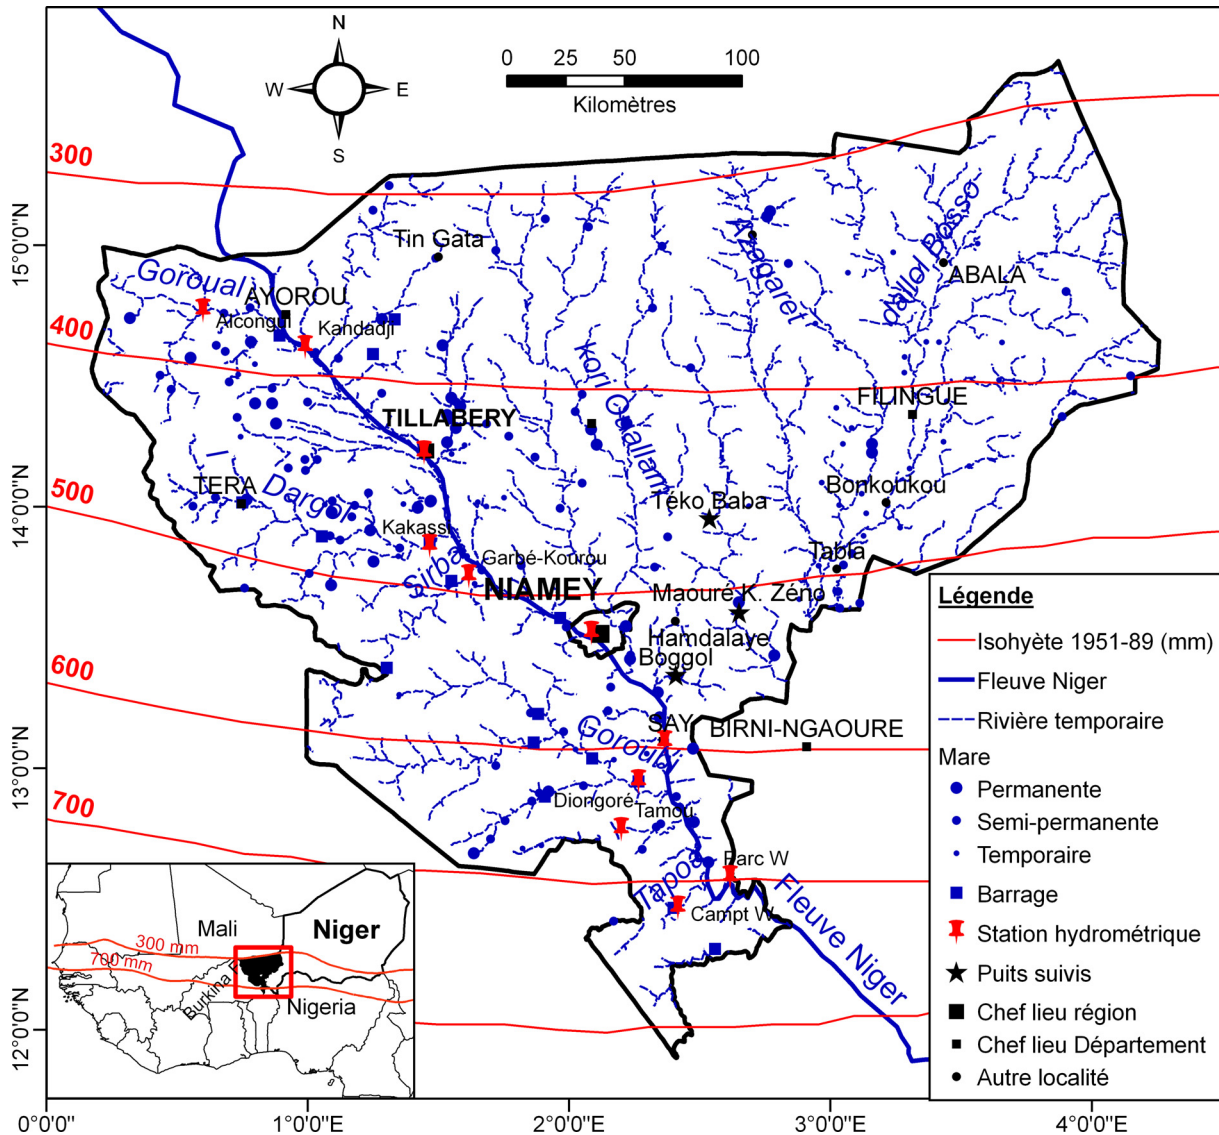 N
W
E
S
0
25
50
100
Kilomètres
300
400
500
600
700
15°0'0"N
14°0'0"N
13°0'0"N
12°0'0"N
Tin Gata
Goroual
AYOROU
Alcongui
Kandadji
Azagaret
dallol Bosso
ABALA
TILLABERY
kori Ouallam
FILINGUE
TERA
Dargol
Téko Baba
Bonkoukou
Kakassi
Sirba
Garbé-Kourou
Tabla
NIAMEY
Maouré K. Zéno
Hamdalaye
Boggol
SAY
BIRNI-NGAOURE
Goroubi
Diongoré
Tamou
Tapoa
Parc W
Campt W
Fleuve Niger
Légende
Isohyète 1951-89 (mm)
Fleuve Niger
Rivière temporaire
Mare
Permanente
Semi-permanente
Temporaire
Barrage
Station hydrométrique
Puits suivis
Chef lieu région
Chef lieu Département
Autre localité
Mali
Niger
300 mm
700 mm
Nigeria
0°0'0"
1°0'0"E
2°0'0"E
3°0'0"E
4°0'0"E